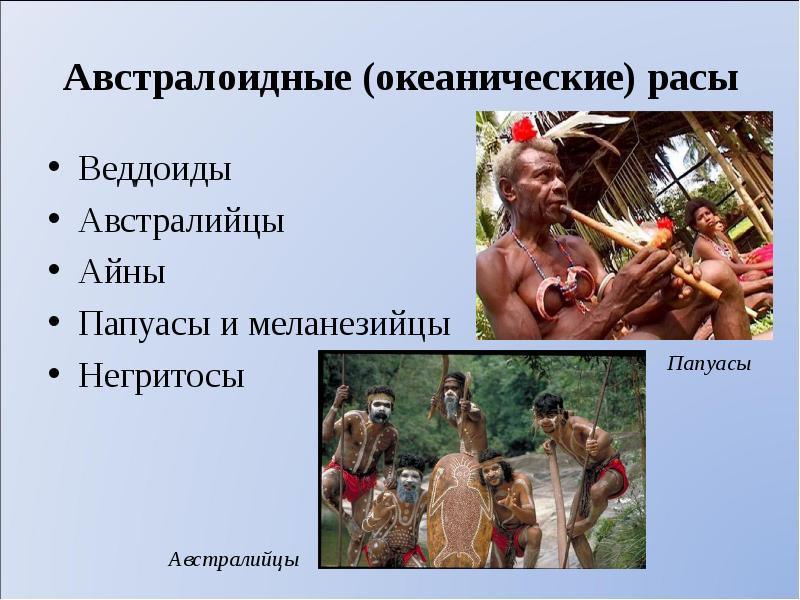 Австралоидные (океанические) расы
• Веддоиды
• Австралийцы
• Айны
• Папуасы и меланезийцы
• Негритосы
Папуасы
Австралийцы